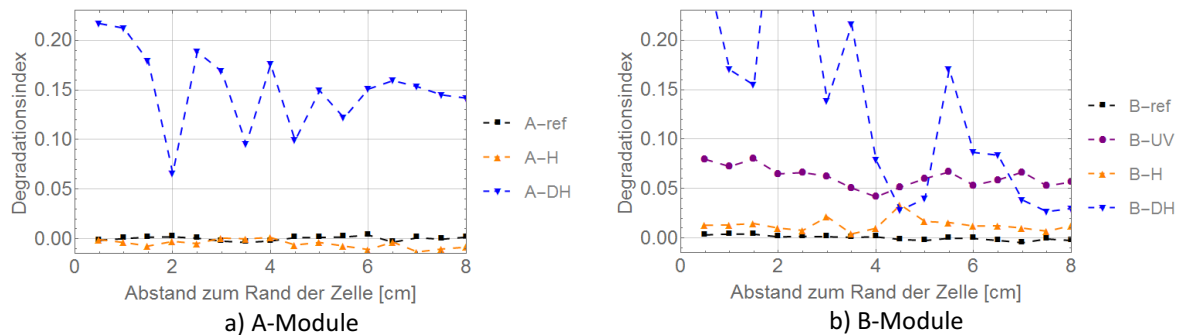 0.20
0.15
0.10
0.05
0.00
Degradationsindex
0 2 4 6 8
Abstand zum Rand der Zelle [cm]
A–ref
A–H
A–DH
a) A-Module
0.20
0.15
0.10
0.05
0.00
Degradationsindex
0 2 4 6 8
Abstand zum Rand der Zelle [cm]
B–ref
B–UV
B–H
B–DH
b) B-Module